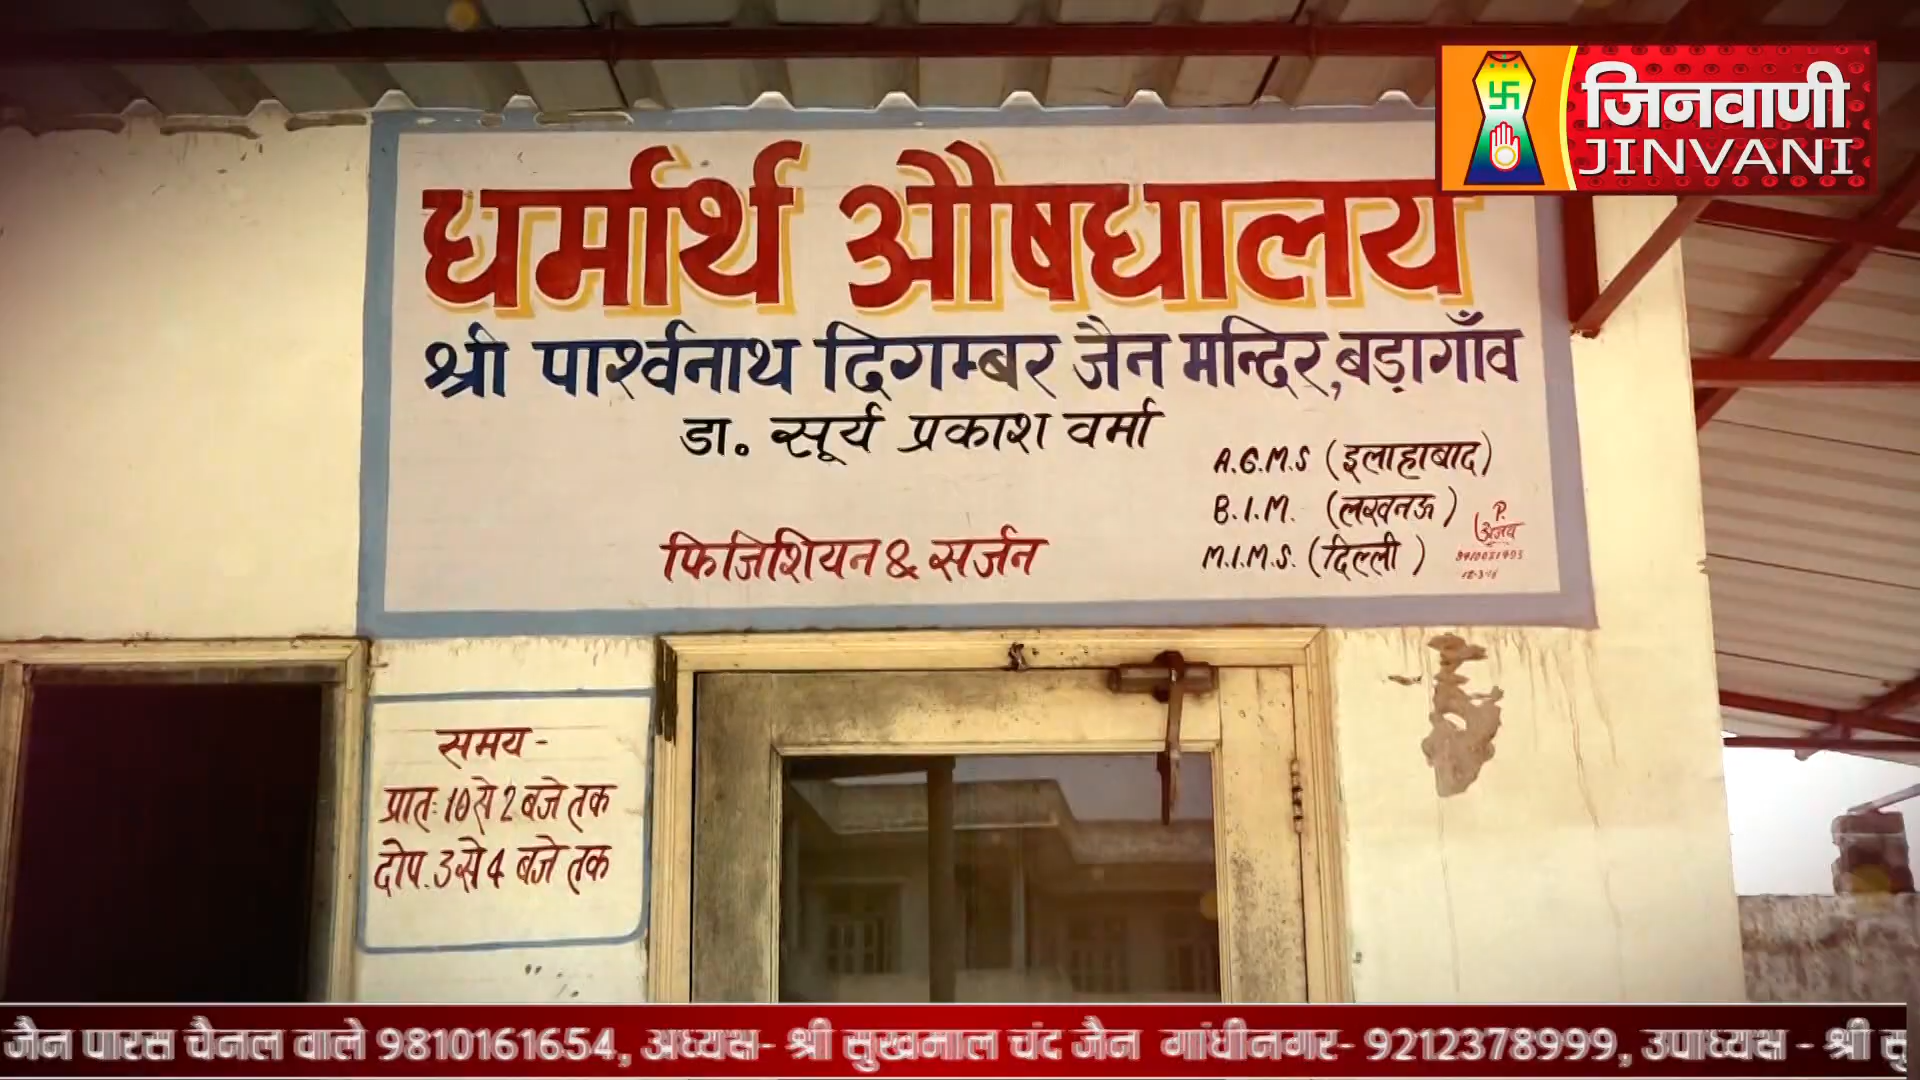 जिनवाणी
JINVANI
धर्मार्थ औषद्यालय
श्री पार्श्वनाथ दिगम्बर जैन मन्दिर, बड़ागाँव
डा. सूर्य प्रकाश वर्मा
A.G.M.S (इलाहाबाद)
B.I.M. (लखनऊ)
फिजिशियन & सर्जन
M.I.M.S. (दिल्ली)
P.
समय -
प्रात: 10 से 2 बजे तक
दोप. 3 से 4 बजे तक
जैन पारस चैनल वाले 9810161654, अध्यक्ष- श्री सुखमाल चंद जैन गांधीनगर- 9212378999, उपाध्यक्ष - श्री